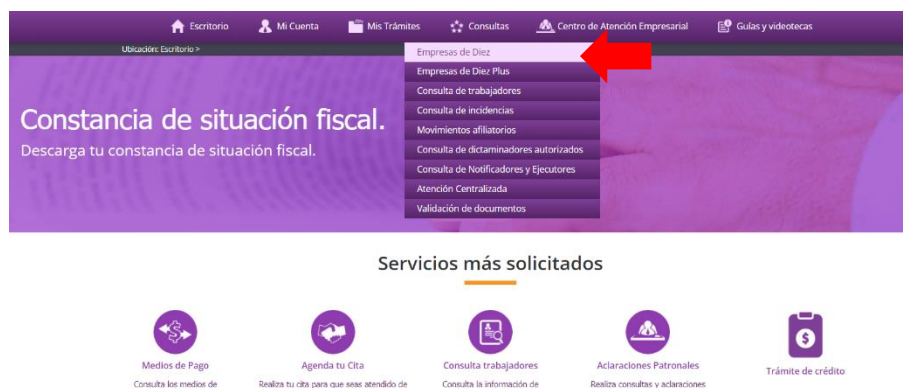 Escritorio
Mi Cuenta
Mis Trámites
Consultas
Centro de Atención Empresarial
Guías y videotecas
Ubicación: Escritorio >
Empresas de Diez
Empresas de Diez Plus
Consulta de trabajadores
Consulta de incidencias
Movimientos afiliatorios
Consulta de dictaminadores autorizados
Consulta de Notificadores y Ejecutores
Atención Centralizada
Validación de documentos
Constancia de situación fiscal.
Descarga tu constancia de situación fiscal.
Servicios más solicitados
Medios de Pago
Agenda tu Cita
Consulta trabajadores
Aclaraciones Patronales
Trámite de crédito
Consulta los medios de
Realiza tu cita para que seas atendido de
Consulta la información de
Realiza consultas y aclaraciones